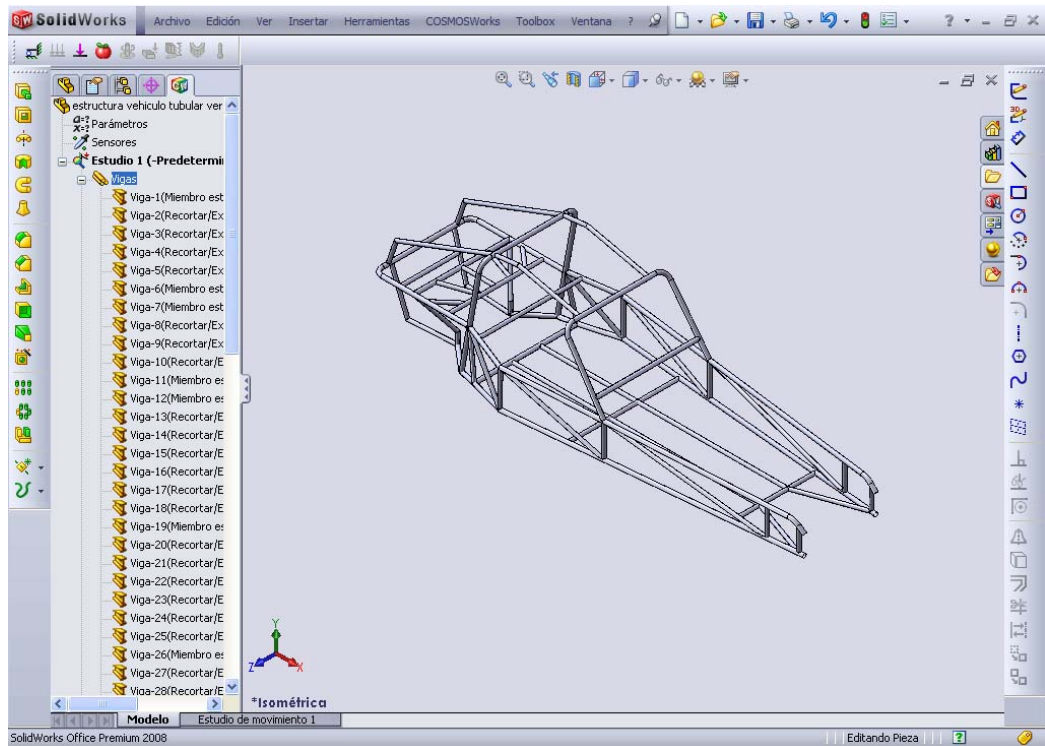 SolidWorks Archivo Edición Ver Insertar Herramientas COSMOSWorks Toolbox Ventana ?
estructura vehiculo tubular ver
Parámetros
Sensores
Estudio 1 (-Predetermi
Vigas
Viga-1(Miembro est
Viga-2(Recortar/Ex
Viga-3(Recortar/Ex
Viga-4(Recortar/Ex
Viga-5(Recortar/Ex
Viga-6(Miembro est
Viga-7(Miembro est
Viga-8(Recortar/Ex
Viga-9(Recortar/Ex
Viga-10(Recortar/E
Viga-11(Miembro es
Viga-12(Miembro es
Viga-13(Recortar/E
Viga-14(Recortar/E
Viga-15(Recortar/E
Viga-16(Recortar/E
Viga-17(Recortar/E
Viga-18(Recortar/E
Viga-19(Miembro es
Viga-20(Recortar/E
Viga-21(Recortar/E
Viga-22(Recortar/E
Viga-23(Recortar/E
Viga-24(Recortar/E
Viga-25(Recortar/E
Viga-26(Miembro es
Viga-27(Recortar/E
Viga-28(Recortar/E
Y
Z
X
*Isométrica
Modelo Estudio de movimiento 1
SolidWorks Office Premium 2008 Editando Pieza